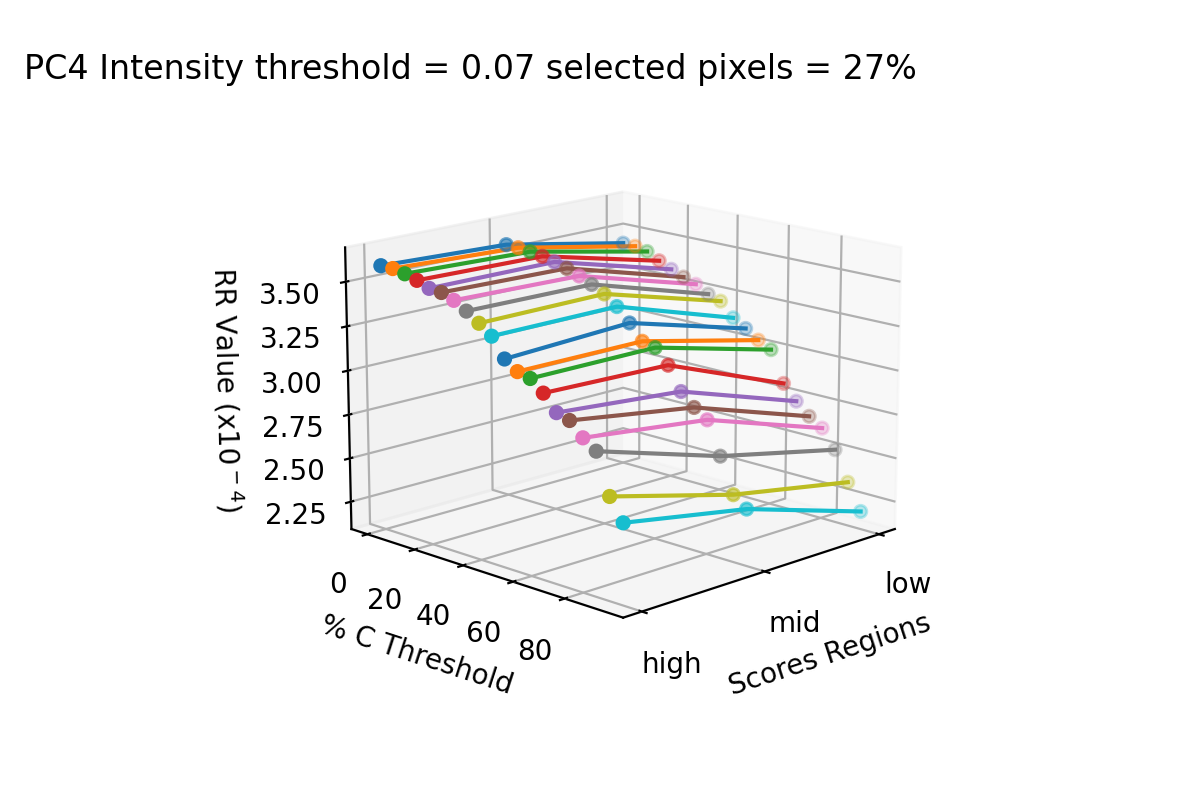 PC4 Intensity threshold = 0.07 selected pixels = 27%
RR Value (x10⁻⁴)
3.50
3.25
3.00
2.75
2.50
2.25
0
20
40
60
80
% C Threshold
high
mid
low
Scores Regions